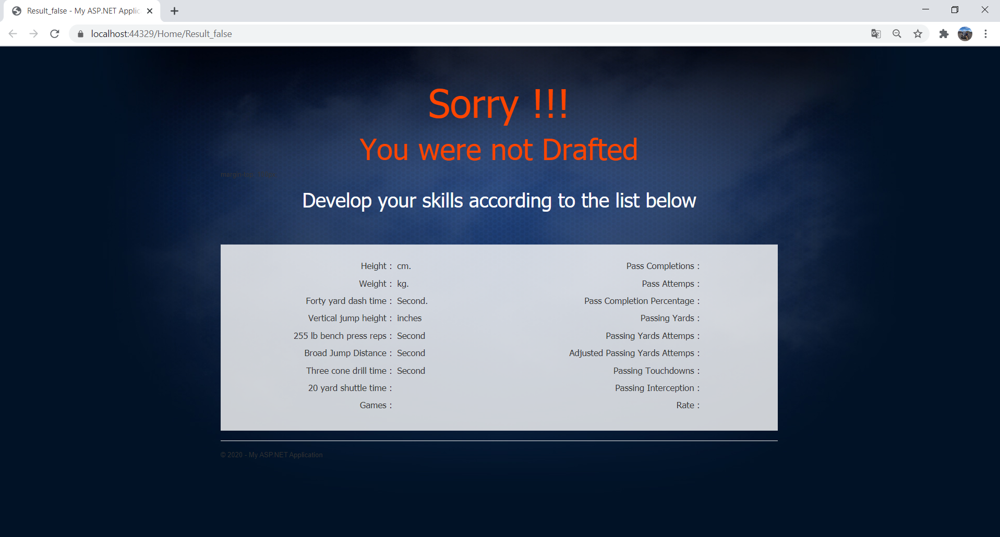 Result_false - My ASP.NET Applic
localhost:44329/Home/Result_false
Sorry !!!
You were not Drafted
Develop your skills according to the list below
Height : cm.
Weight : kg.
Forty yard dash time : Second.
Vertical jump height : inches
255 lb bench press reps : Second
Broad Jump Distance : Second
Three cone drill time : Second
20 yard shuttle time :
Games :
Pass Completions :
Pass Attemps :
Pass Completion Percentage :
Passing Yards :
Passing Yards Attemps :
Adjusted Passing Yards Attemps :
Passing Touchdowns :
Passing Interception :
Rate :
© 2020 - My ASP.NET Application